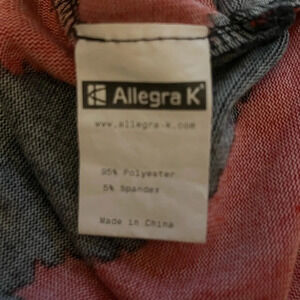 Allegra K
www.allegra-k.com
95% Polyester
5% Spandex
Made in China